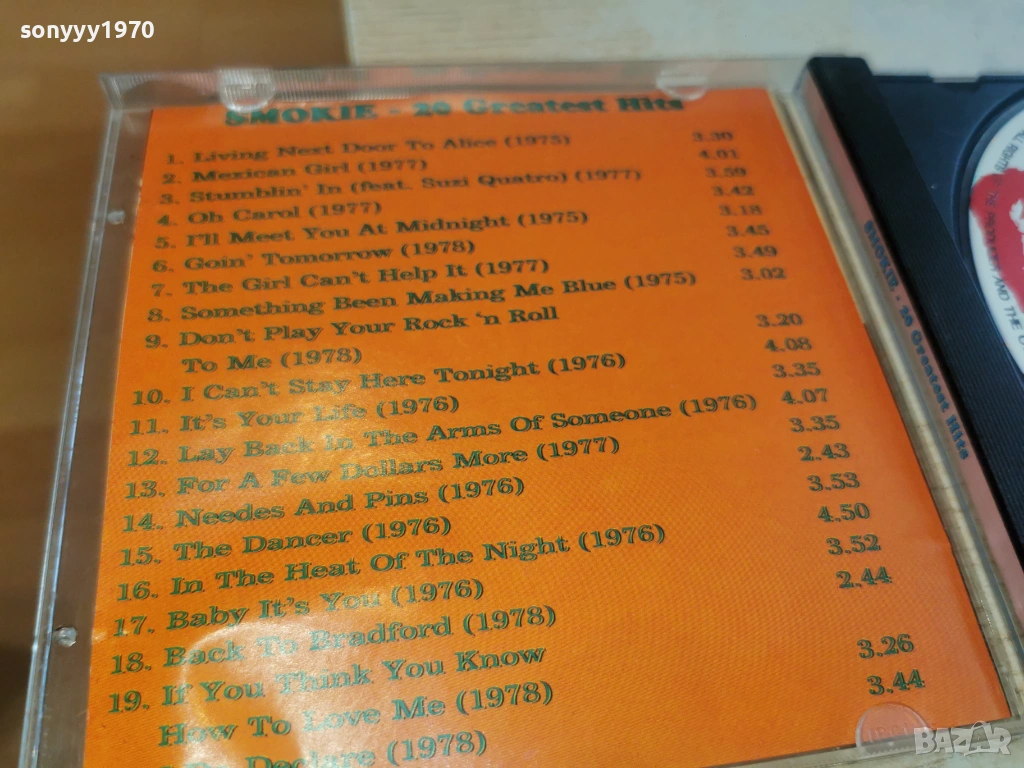 sonyyy1970
SMOKIE - 20 Greatest Hits
1. Living Next Door To Alice (1975) 3.30
2. Mexican Girl (1977) 4.01
3. Stumblin' In (feat. Suzi Quatro) (1977) 3.59
4. Oh Carol (1977) 3.42
5. I'll Meet You At Midnight (1975) 3.18
6. Goin' Tomorrow (1978) 3.45
7. The Girl Can't Help It (1977) 3.49
8. Something Been Making Me Blue (1975) 3.02
9. Don't Play Your Rock 'n Roll
To Me (1978) 3.20
10. I Can't Stay Here Tonight (1976) 4.08
11. It's Your Life (1976) 3.35
12. Lay Back In The Arms Of Someone (1976) 4.07
13. For A Few Dollars More (1977) 3.35
14. Needes And Pins (1976) 2.43
15. The Dancer (1976) 3.53
16. In The Heat Of The Night (1976) 4.50
17. Baby It's You (1976) 3.52
18. Back To Bradford (1978) 2.44
19. If You Think You Know
How To Love Me (1978) 3.26
Declare (1978) 3.44
SMOKIE - 20 Greatest Hits
ALL RIGHTS
AND THE
BAZAR